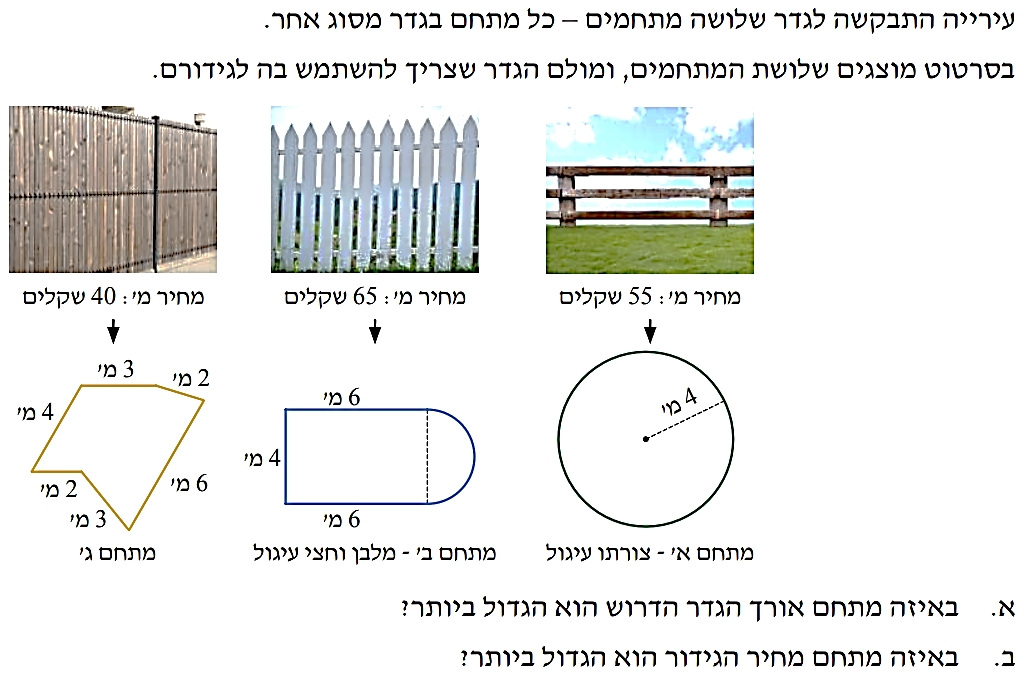 עירייה התבקשה לגדר שלושה מתחמים – כל מתחם בגדר מסוג אחר.
בסרטוט מוצגים שלושת המתחמים, ומולם הגדר שצריך להשתמש בה לגידורם.
מחיר מ': 55 שקלים
מחיר מ': 65 שקלים
מחיר מ': 40 שקלים
4 מ'
מתחם א' - צורתו עיגול
6 מ'
4 מ'
6 מ'
מתחם ב' - מלבן וחצי עיגול
3 מ'
2 מ'
4 מ'
6 מ'
2 מ'
3 מ'
מתחם ג'
א. באיזה מתחם אורך הגדר הדרוש הוא הגדול ביותר?
ב. באיזה מתחם מחיר הגידור הוא הגדול ביותר?